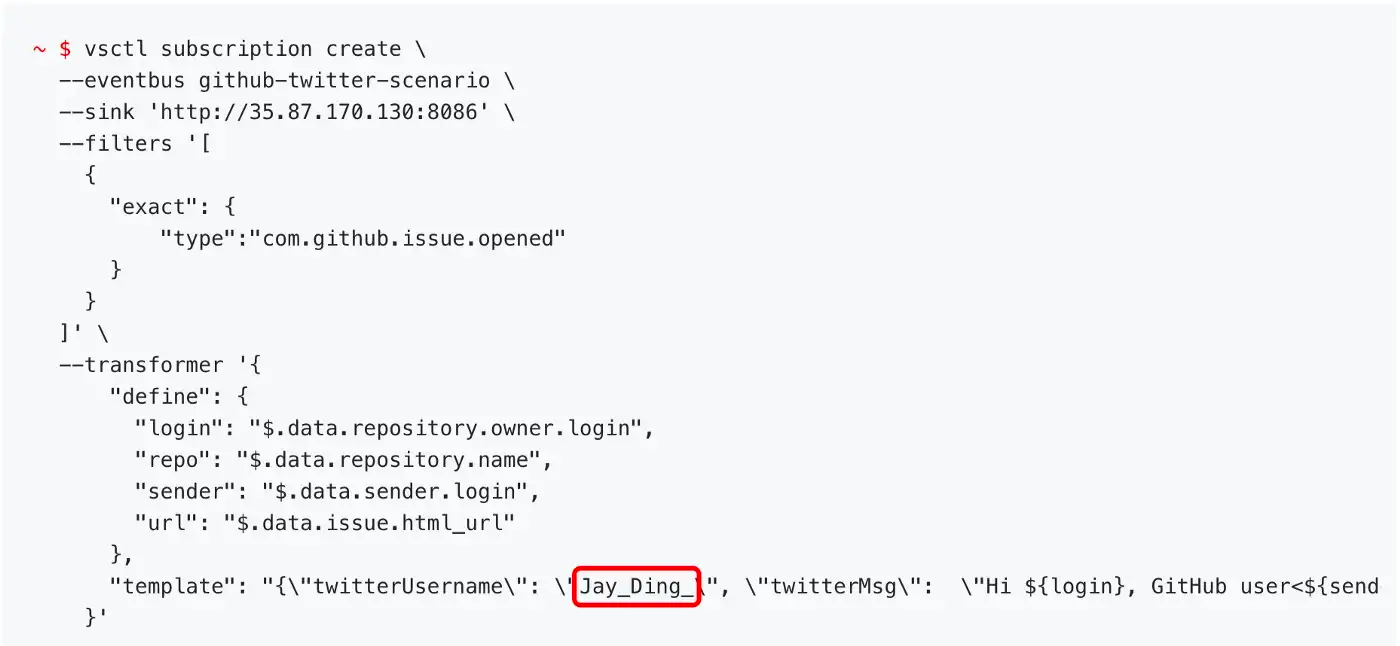 ~ $ vsctl subscription create \
--eventbus github-twitter-scenario \
--sink 'http://35.87.170.130:8086' \
--filters '[
{
"exact": {
"type":"com.github.issue.opened"
}
}
]' \
--transformer '{
"define": {
"login": "$.data.repository.owner.login",
"repo": "$.data.repository.name",
"sender": "$.data.sender.login",
"url": "$.data.issue.html_url"
},
"template": "{\"twitterUsername\": \"Jay_Ding_\", \"twitterMsg\":  \"Hi ${login}, GitHub user<${send
}'